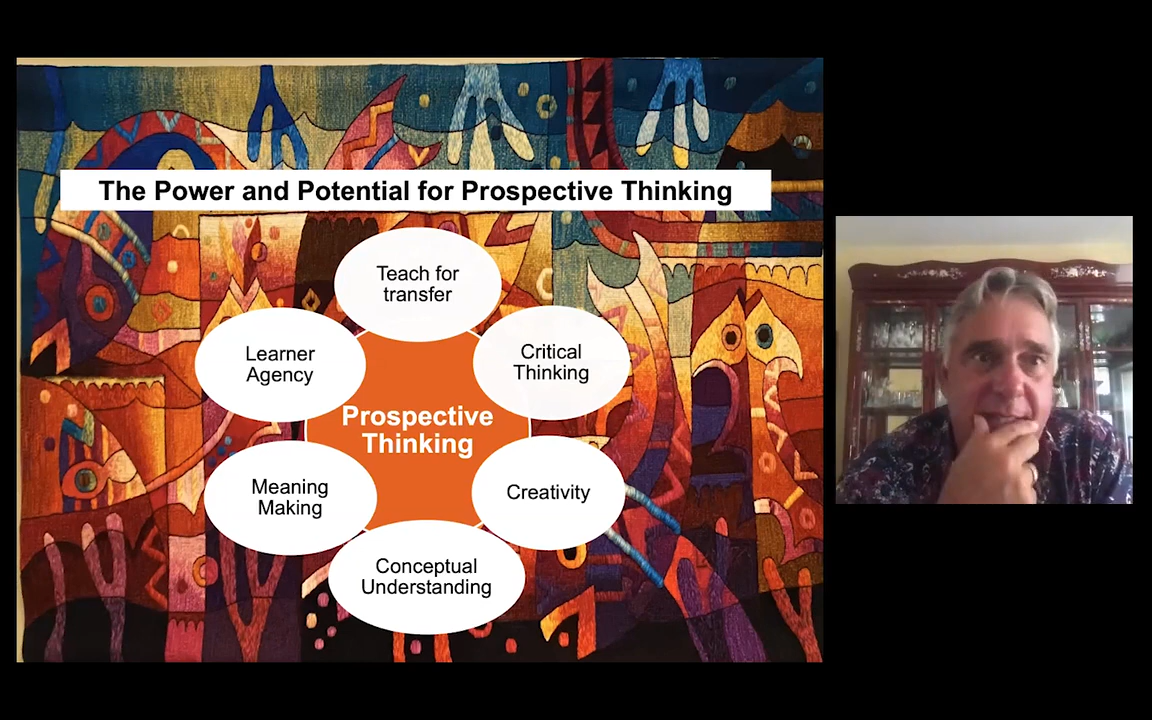 The Power and Potential for Prospective Thinking
Teach for
transfer
Learner
Agency
Critical
Thinking
Prospective
Thinking
Meaning
Making
Creativity
Conceptual
Understanding